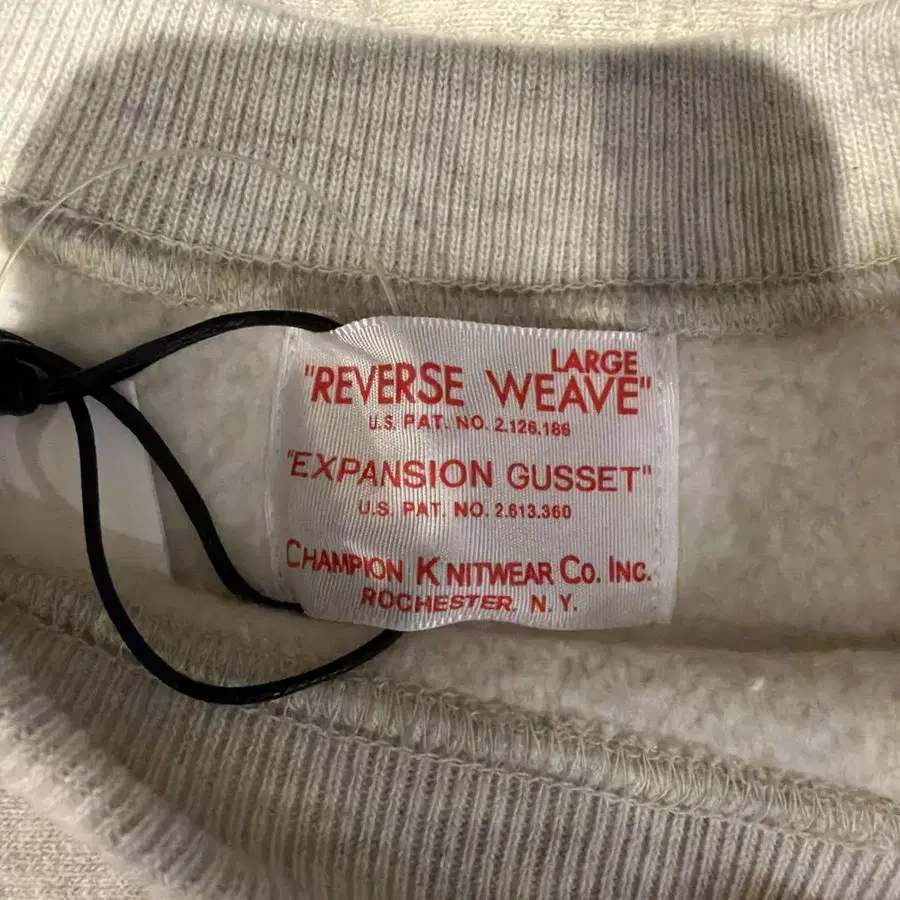 LARGE
"REVERSE WEAVE"
U.S. PAT. NO. 2.126.186
"EXPANSION GUSSET"
U.S. PAT. NO. 2.613.360
CHAMPION KNITWEAR CO. INC.
ROCHESTER. N. Y.